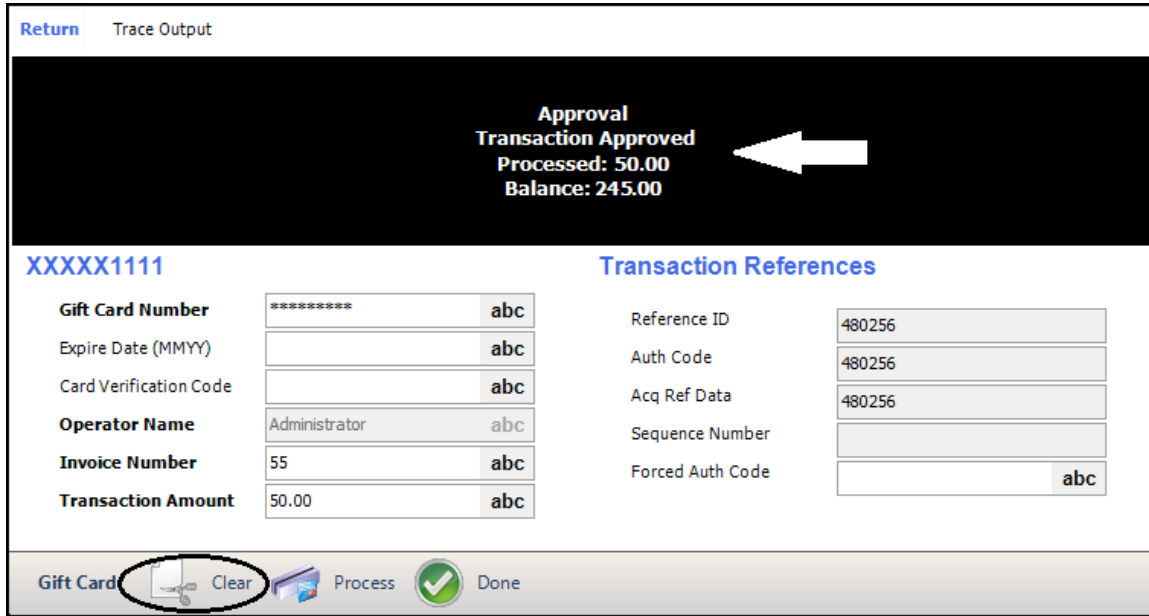 Return Trace Output
Approval
Transaction Approved
Processed: 50.00
Balance: 245.00
XXXXX1111
Gift Card Number ********* abc
Expire Date (MMYY) abc
Card Verification Code abc
Operator Name Administrator abc
Invoice Number 55 abc
Transaction Amount 50.00 abc
Transaction References
Reference ID 480256
Auth Code 480256
Acq Ref Data 480256
Sequence Number
Forced Auth Code abc
Gift Card Clear Process Done